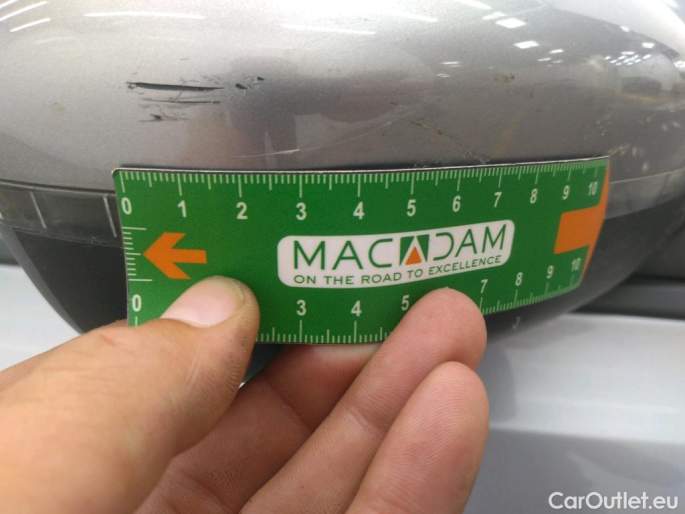 0 1 2 3 4 5 6 7 8 9 10
MACADAM
ON THE ROAD TO EXCELLENCE
0 3 4 5 7 8 9 10
CarOutlet.eu